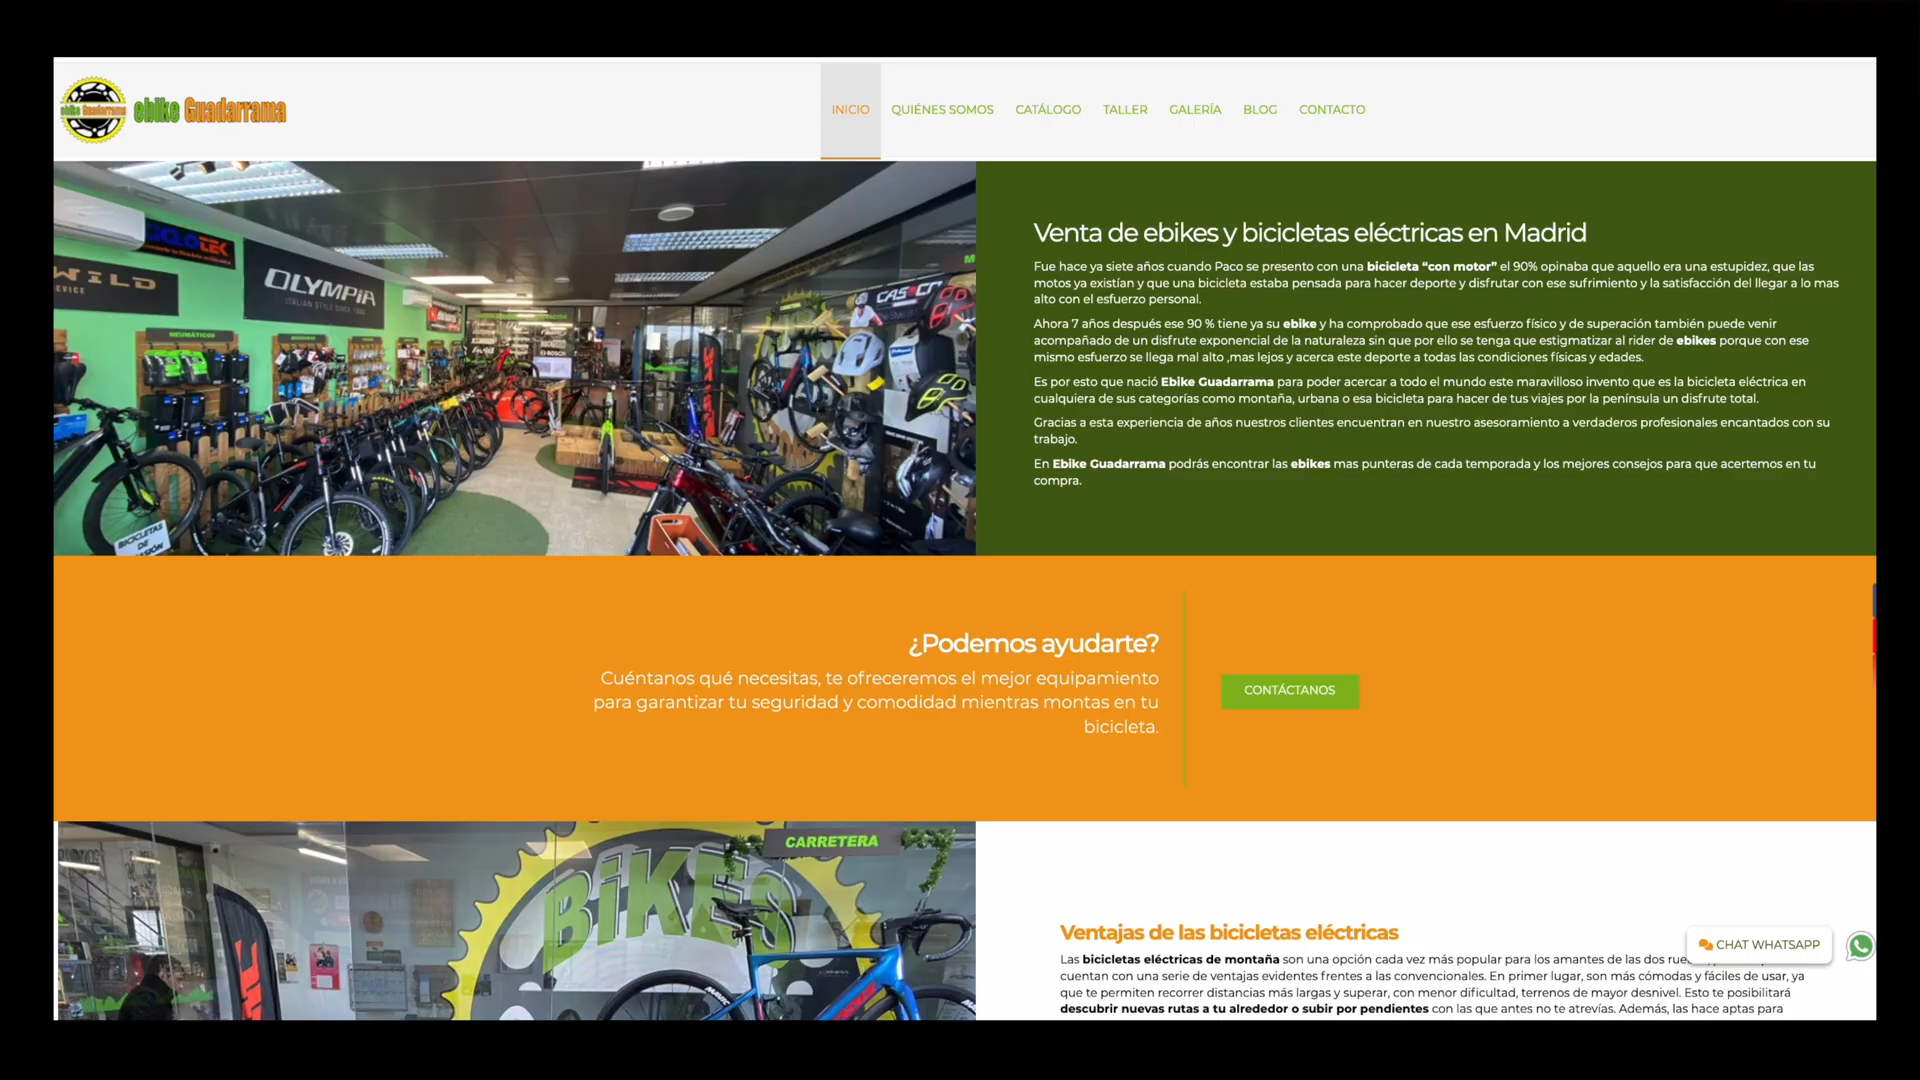 ebike Guadarrama
ebike Guadarrama
INICIO
QUIÉNES SOMOS
CATÁLOGO
TALLER
GALERÍA
BLOG
CONTACTO
CICLOTEK
WILD
OLYMPIA
ITALIAN STYLE SINCE 1893
NEUMÁTICOS
BOSCH
CASCO
BICICLETAS
Venta de ebikes y bicicletas eléctricas en Madrid
Fue hace ya siete años cuando Paco se presento con una bicicleta “con motor” el 90% opinaba que aquello era una estupidez, que las
motos ya existían y que una bicicleta estaba pensada para hacer deporte y disfrutar con ese sufrimiento y la satisfacción del llegar a lo mas
alto con el esfuerzo personal.
Ahora 7 años después ese 90 % tiene ya su ebike y ha comprobado que ese esfuerzo físico y de superación también puede venir
acompañado de un disfrute exponencial de la naturaleza sin que por ello se tenga que estigmatizar al rider de ebikes porque con ese
mismo esfuerzo se llega mal alto ,mas lejos y acerca este deporte a todas las condiciones físicas y edades.
Es por esto que nació Ebike Guadarrama para poder acercar a todo el mundo este maravilloso invento que es la bicicleta eléctrica en
cualquiera de sus categorías como montaña, urbana o esa bicicleta para hacer de tus viajes por la península un disfrute total.
Gracias a esta experiencia de años nuestros clientes encuentran en nuestro asesoramiento a verdaderos profesionales encantados con su
trabajo.
En Ebike Guadarrama podrás encontrar las ebikes mas punteras de cada temporada y los mejores consejos para que acertemos en tu
compra.
¿Podemos ayudarte?
Cuéntanos qué necesitas, te ofreceremos el mejor equipamiento
para garantizar tu seguridad y comodidad mientras montas en tu
bicicleta.
CONTÁCTANOS
CARRETERA
BIKES
Ventajas de las bicicletas eléctricas
Las bicicletas eléctricas de montaña son una opción cada vez más popular para los amantes de las dos
cuentan con una serie de ventajas evidentes frentes a las convencionales. En primer lugar, son más cómodas y fáciles de usar, ya
que te permiten recorrer distancias más largas y superar, con menor dificultad, terrenos de mayor desnivel. Esto te posibilitará
descubrir nuevas rutas a tu alrededor o subir por pendientes con las que antes no te atrevías. Además, las hace aptas para
CHAT WHATSAPP